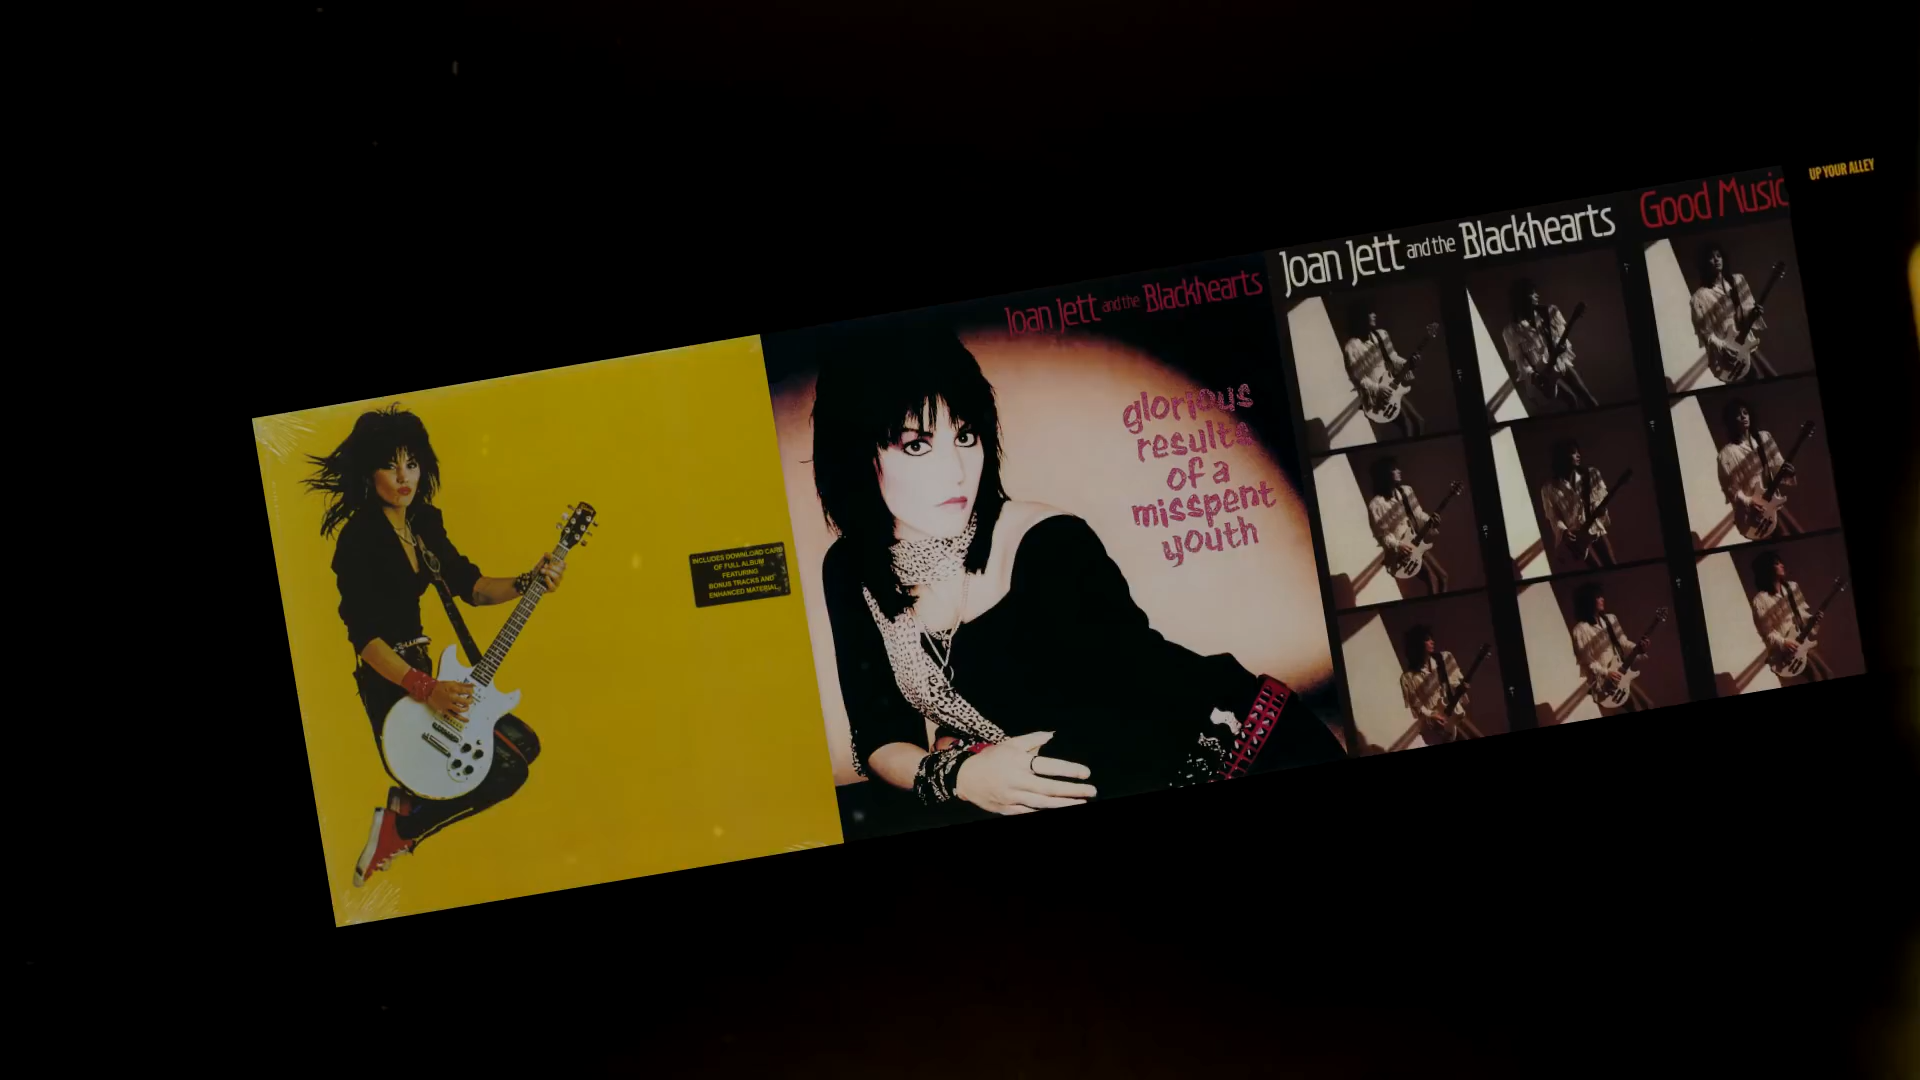 INCLUDES DOWNLOAD CARD
OF FULL ALBUM
FEATURING
BONUS TRACKS AND
ENHANCED MATERIAL
Joan Jett and the Blackhearts
glorious
results
of a
misspent
youth
Joan Jett and the Blackhearts Good Music
UP YOUR ALLEY